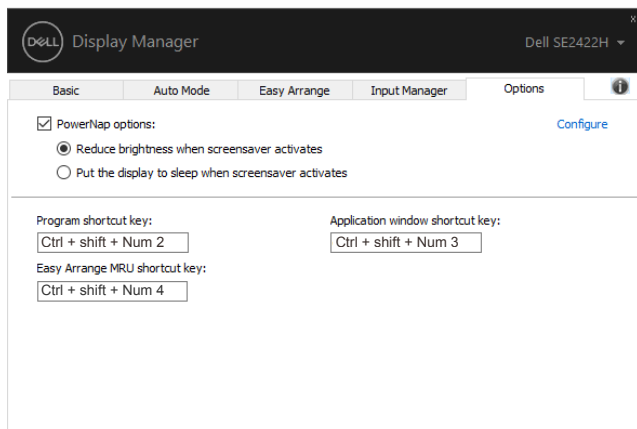 x
DELL Display Manager Dell SE2422H
Basic Auto Mode Easy Arrange Input Manager Options i
PowerNap options: Configure
Reduce brightness when screensaver activates
Put the display to sleep when screensaver activates
Program shortcut key: Application window shortcut key:
Ctrl + shift + Num 2 Ctrl + shift + Num 3
Easy Arrange MRU shortcut key:
Ctrl + shift + Num 4